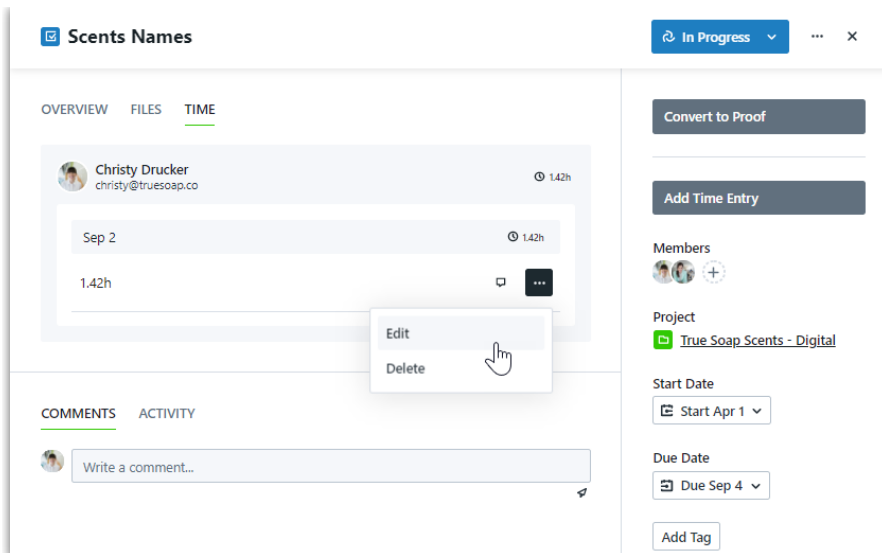 Scents Names
In Progress
OVERVIEW FILES TIME
Convert to Proof
Christy Drucker
christy@truesoap.co
1.42h
Add Time Entry
Sep 2
1.42h
1.42h
Edit
Delete
Members
Project
True Soap Scents - Digital
Start Date
Start Apr 1
Due Date
Due Sep 4
Add Tag
COMMENTS ACTIVITY
Write a comment...